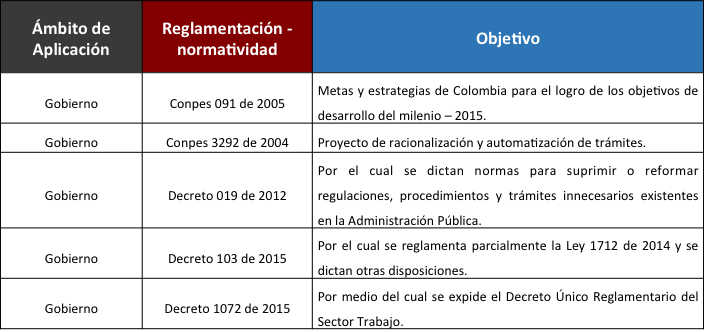 Ámbito de
Aplicación
Reglamentación -
normatividad
Objetivo
Gobierno
Conpes 091 de 2005
Metas y estrategias de Colombia para el logro de los objetivos de
desarrollo del milenio – 2015.
Gobierno
Conpes 3292 de 2004
Proyecto de racionalización y automatización de trámites.
Gobierno
Decreto 019 de 2012
Por el cual se dictan normas para suprimir o reformar
regulaciones, procedimientos y trámites innecesarios existentes
en la Administración Pública.
Gobierno
Decreto 103 de 2015
Por el cual se reglamenta parcialmente la Ley 1712 de 2014 y se
dictan otras disposiciones.
Gobierno
Decreto 1072 de 2015
Por medio del cual se expide el Decreto Único Reglamentario del
Sector Trabajo.